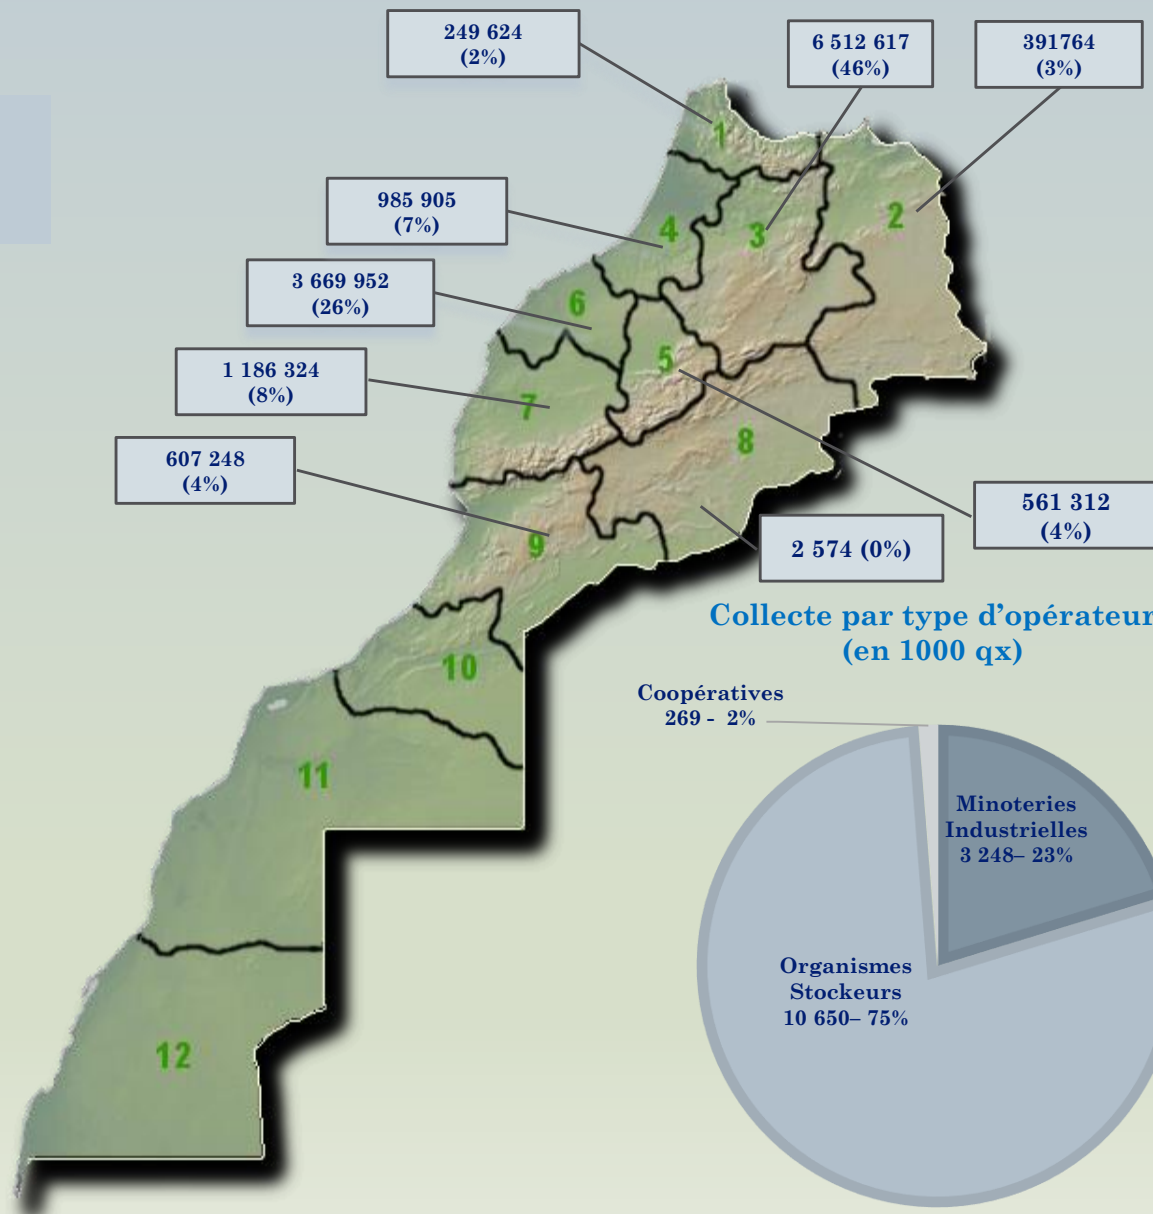 249 624
(2%)
6 512 617
(46%)
391764
(3%)
985 905
(7%)
3 669 952
(26%)
1 186 324
(8%)
607 248
(4%)
561 312
(4%)
2 574 (0%)
1
2
3
4
5
6
7
8
9
10
11
12
Collecte par type d’opérateur
(en 1000 qx)
Coopératives
269 - 2%
Minoteries
Industrielles
3 248– 23%
Organismes
Stockeurs
10 650– 75%